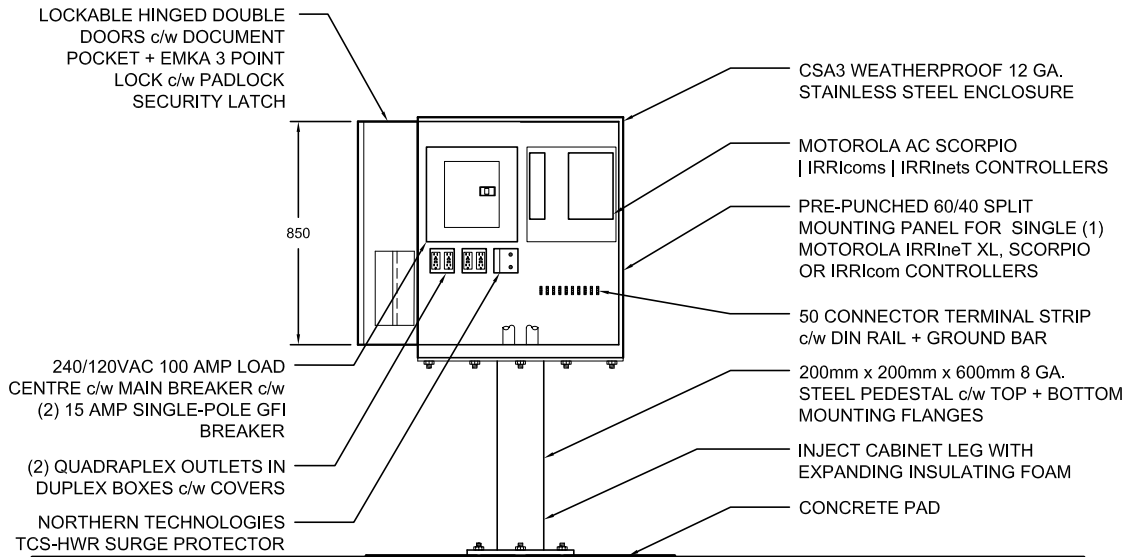 LOCKABLE HINGED DOUBLE
DOORS c/w DOCUMENT
POCKET + EMKA 3 POINT
LOCK c/w PADLOCK
SECURITY LATCH
850
240/120VAC 100 AMP LOAD
CENTRE c/w MAIN BREAKER c/w
(2) 15 AMP SINGLE-POLE GFI
BREAKER
(2) QUADRAPLEX OUTLETS IN
DUPLEX BOXES c/w COVERS
NORTHERN TECHNOLOGIES
TCS-HWR SURGE PROTECTOR
CSA3 WEATHERPROOF 12 GA.
STAINLESS STEEL ENCLOSURE
MOTOROLA AC SCORPIO
| IRRIcoms | IRRInets CONTROLLERS
PRE-PUNCHED 60/40 SPLIT
MOUNTING PANEL FOR SINGLE (1)
MOTOROLA IRRIneT XL, SCORPIO
OR IRRIcom CONTROLLERS
50 CONNECTOR TERMINAL STRIP
c/w DIN RAIL + GROUND BAR
200mm x 200mm x 600mm 8 GA.
STEEL PEDESTAL c/w TOP + BOTTOM
MOUNTING FLANGES
INJECT CABINET LEG WITH
EXPANDING INSULATING FOAM
CONCRETE PAD